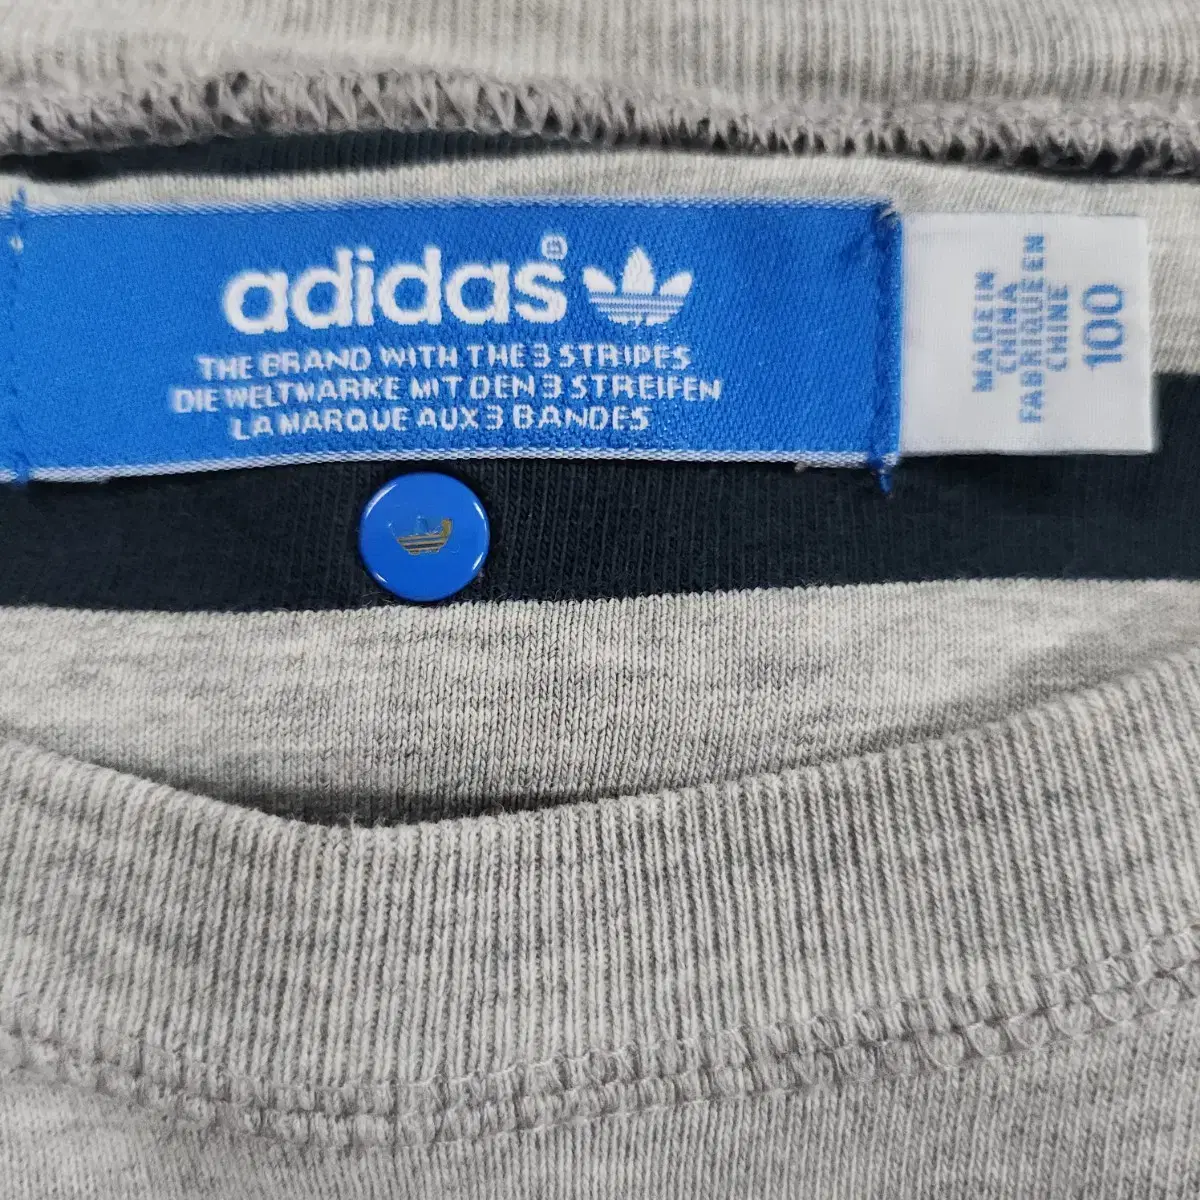 adidas®
THE BRAND WITH THE 3 STRIPES
DIE WELTMARKE MIT DEN 3 STREIFEN
LA MARQUE AUX 3 BANDES
MADE IN
CHINA
FABRIQUE EN
CHINE
100